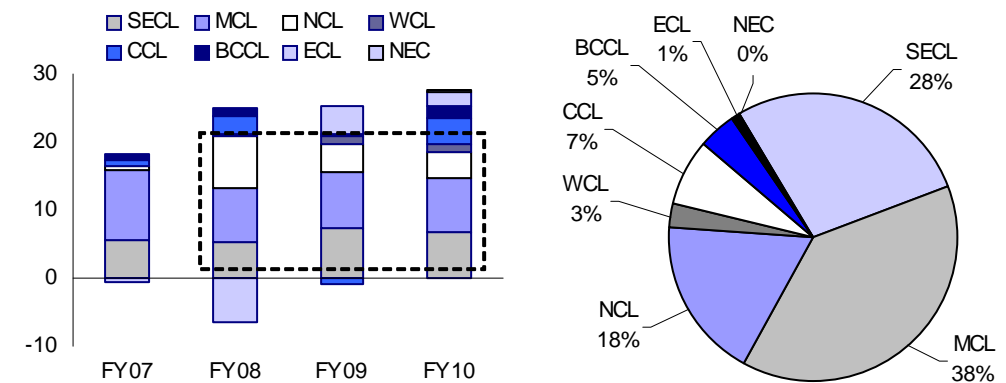 SECL MCL NCL WCL
CCL BCCL ECL NEC
30
20
10
0
-10
FY07 FY08 FY09 FY10
ECL
1%
NEC
0%
BCCL
5%
SECL
28%
CCL
7%
WCL
3%
NCL
18%
MCL
38%